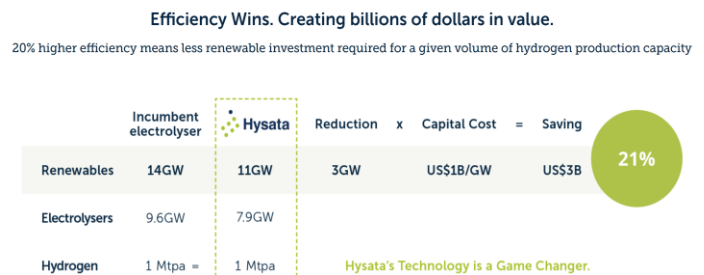 Efficiency Wins. Creating billions of dollars in value.
20% higher efficiency means less renewable investment required for a given volume of hydrogen production capacity
Incumbent
electrolyser
Hysata
Reduction x Capital Cost = Saving
Renewables 14GW 11GW 3GW US$1B/GW US$3B
21%
Electrolysers 9.6GW 7.9GW
Hydrogen 1 Mtpa = 1 Mtpa Hysata's Technology is a Game Changer.